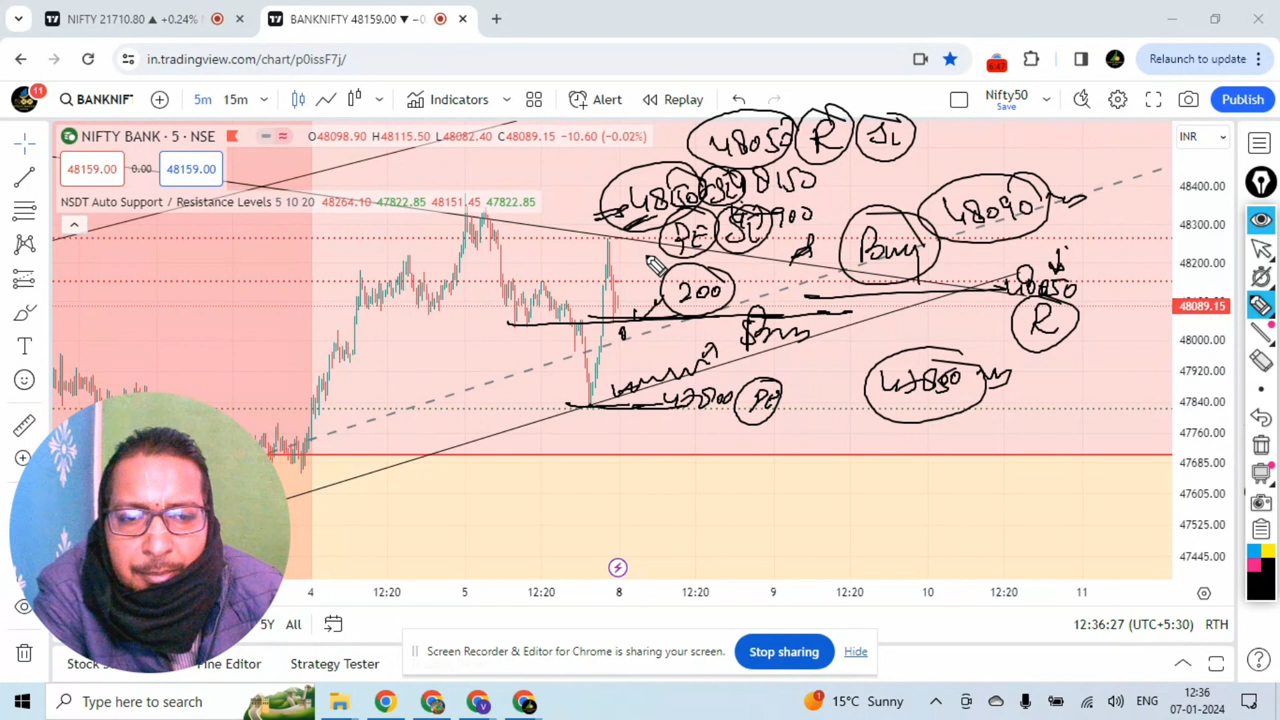 NIFTY 21710.80 ▲ +0.24%
BANKNIFTY 48159.00 ▼ −0
in.tradingview.com/chart/p0issF7j/
6:47
Relaunch to update
11
BANKNIF
5m 15m
Indicators
Alert
Replay
Nifty50
Save
Publish
NIFTY BANK · 5 · NSE
O48098.90 H48115.50 L48082.40 C48089.15 −10.60 (−0.02%)
INR
48159.00 0.00 48159.00
NSDT Auto Support / Resistance Levels 5 10 20 48264.10 47822.85 48151.45 47822.85
48050 R SL
PE SL 900
Buy
48090
200
R
PE
48400.00
48300.00
48200.00
48089.15
48000.00
47920.00
47840.00
47760.00
47685.00
47605.00
47525.00
47445.00
4 12:20 5 12:20 8 12:20 9 12:20 10 12:20 11
5Y All
12:36:27 (UTC+5:30) RTH
Stock S
Pine Editor
Strategy Tester
Screen Recorder & Editor for Chrome is sharing your screen.
Stop sharing
Hide
Type here to search
1
15°C Sunny
ENG
12:36
07-01-2024